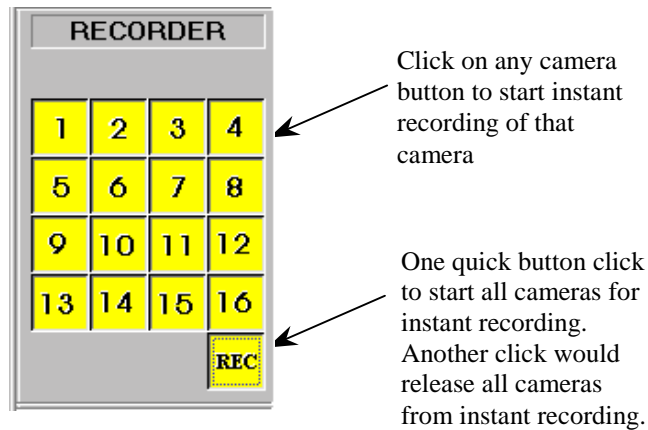 RECORDER
Click on any camera
button to start instant
recording of that
camera
1 2 3 4
5 6 7 8
9 10 11 12
13 14 15 16
REC
One quick button click
to start all cameras for
instant recording.
Another click would
release all cameras
from instant recording.